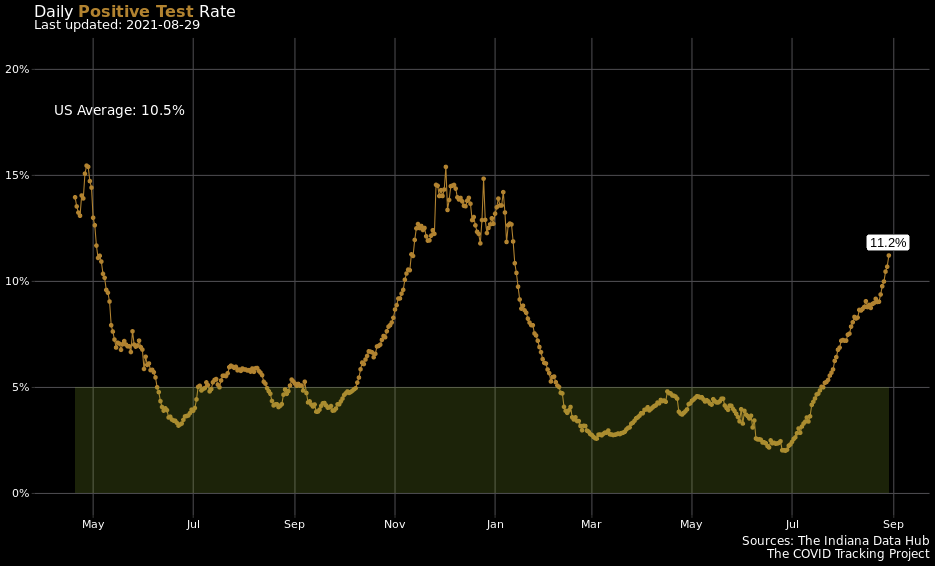 Daily Positive Test Rate
Last updated: 2021-08-29
20%
US Average: 10.5%
15%
11.2%
10%
5%
0%
May Jul Sep Nov Jan Mar May Jul Sep
Sources: The Indiana Data Hub
The COVID Tracking Project